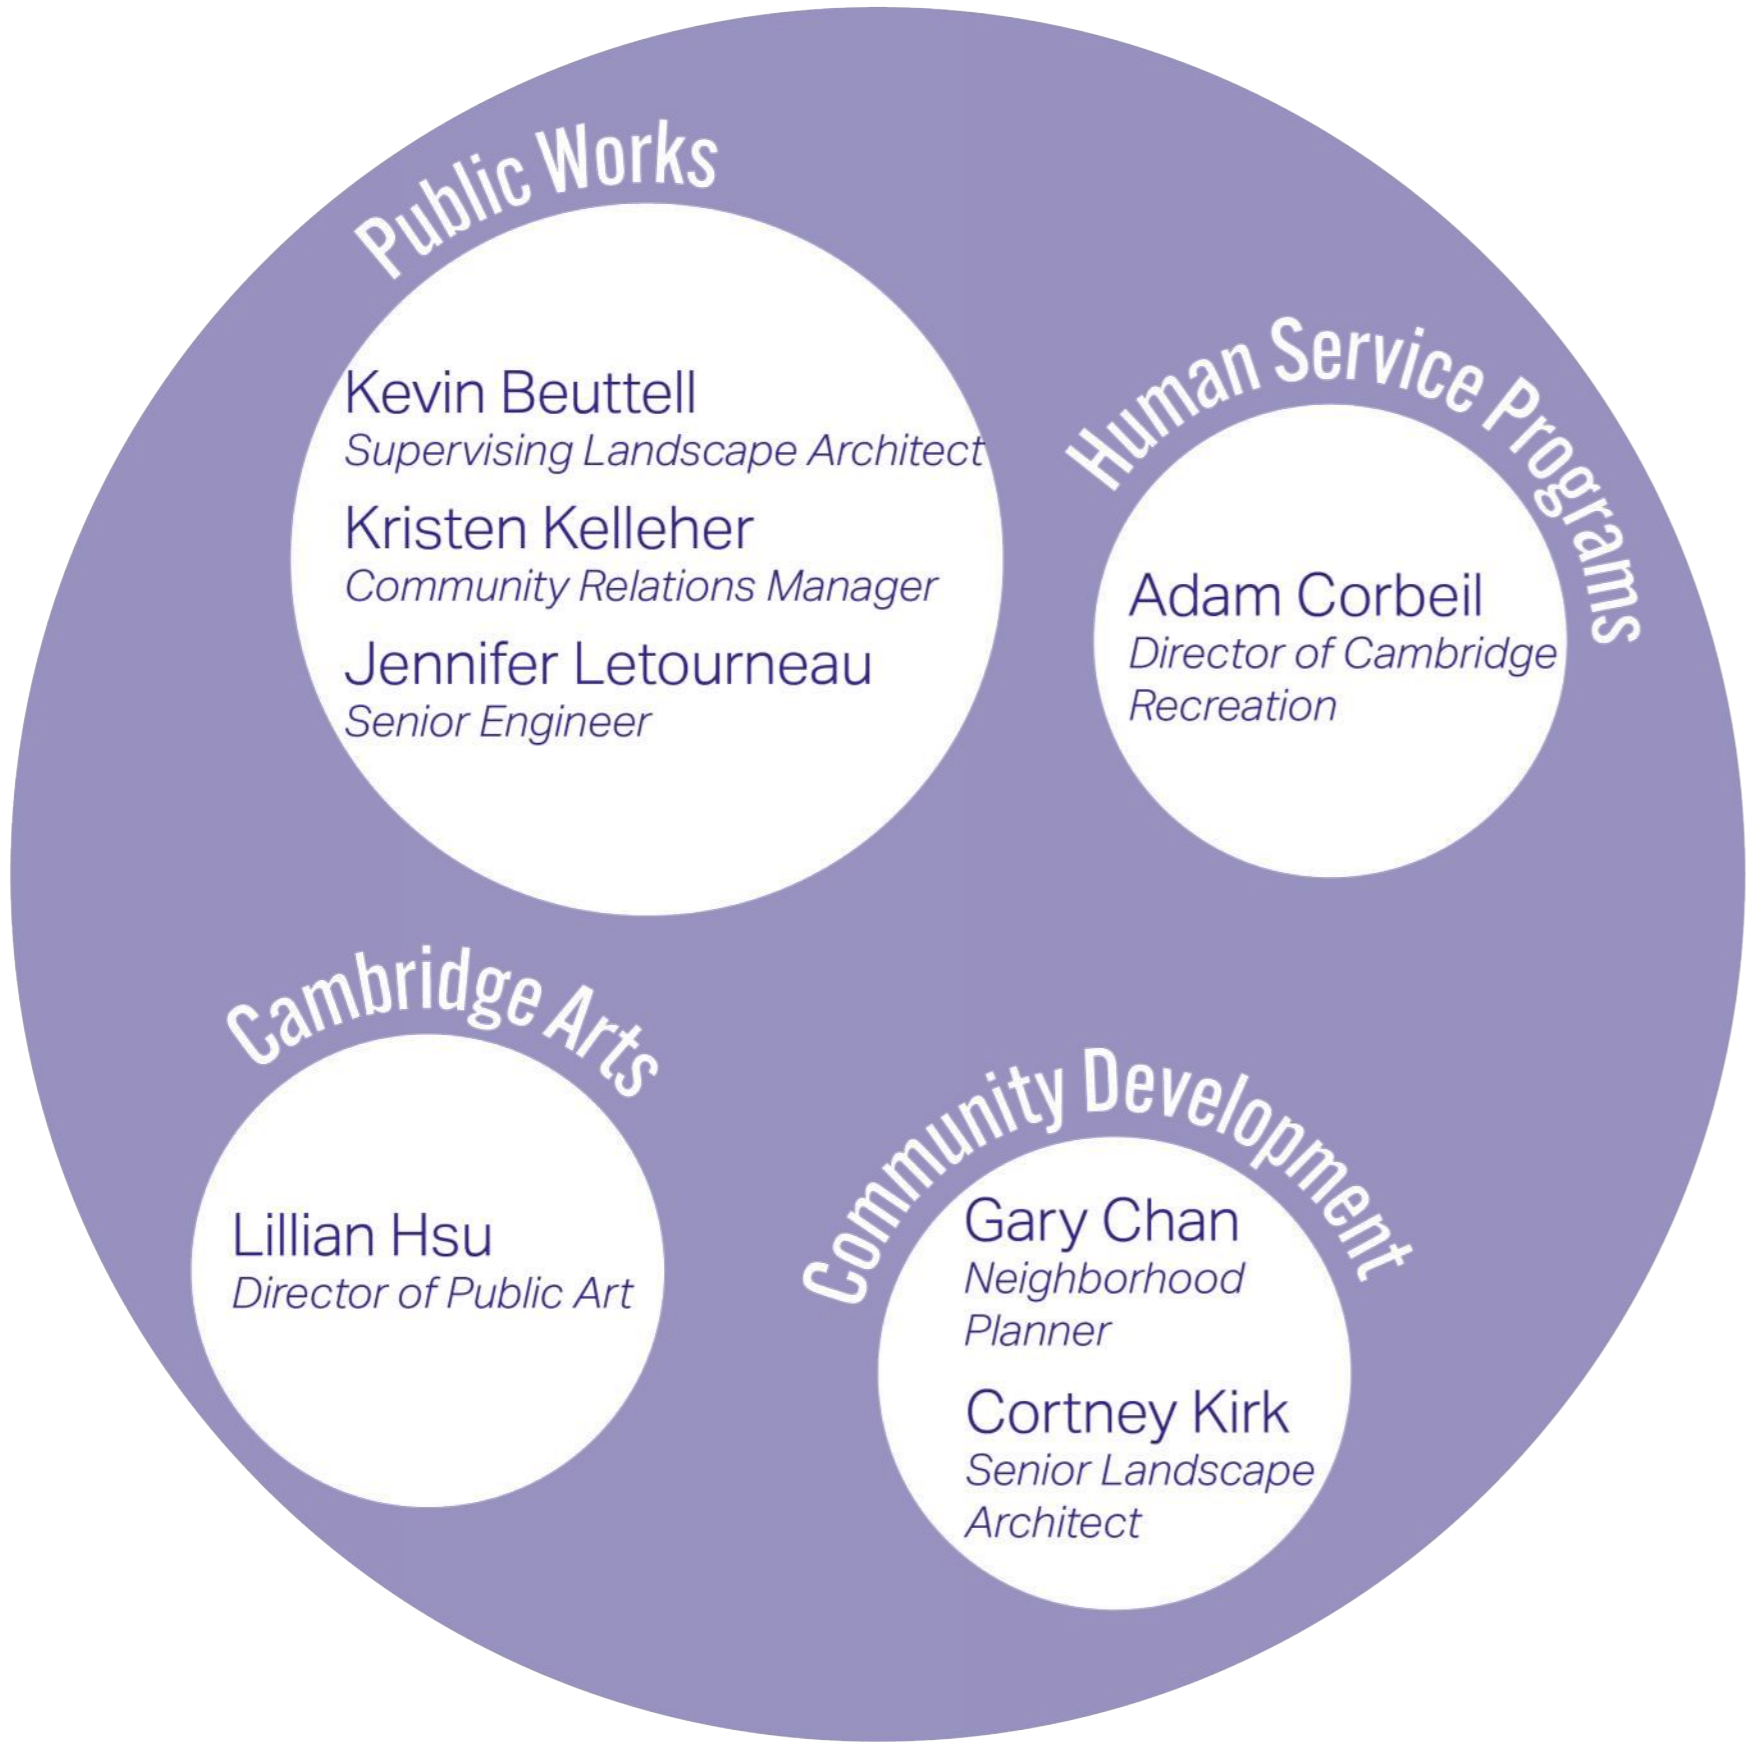 Public Works
Kevin Beuttell
Supervising Landscape Architect
Kristen Kelleher
Community Relations Manager
Jennifer Letourneau
Senior Engineer
Human Service Programs
Adam Corbeil
Director of Cambridge
Recreation
Cambridge Arts
Lillian Hsu
Director of Public Art
Community Development
Gary Chan
Neighborhood
Planner
Cortney Kirk
Senior Landscape
Architect